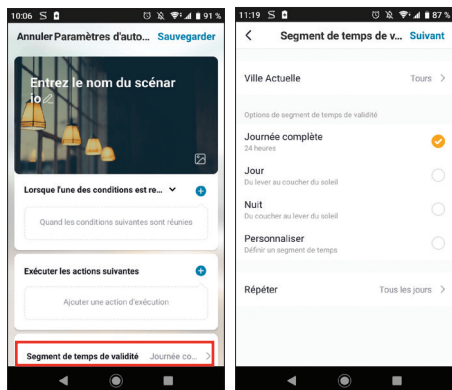 10:06 S 91 %
Annuler Paramètres d'auto... Sauvegarder
Entrez le nom du scénar
io
Lorsque l'une des conditions est re...
Quand les conditions suivantes sont réunies
Exécuter les actions suivantes
Ajouter une action d'exécution
Segment de temps de validité Journée co...
11:19 S 87 %
Segment de temps de v... Suivant
Ville Actuelle Tours
Options de segment de temps de validité
Journée complète
24 heures
Jour
Du lever au coucher du soleil
Nuit
Du coucher au lever du soleil
Personnaliser
Définir un segment de temps
Répéter Tous les jours